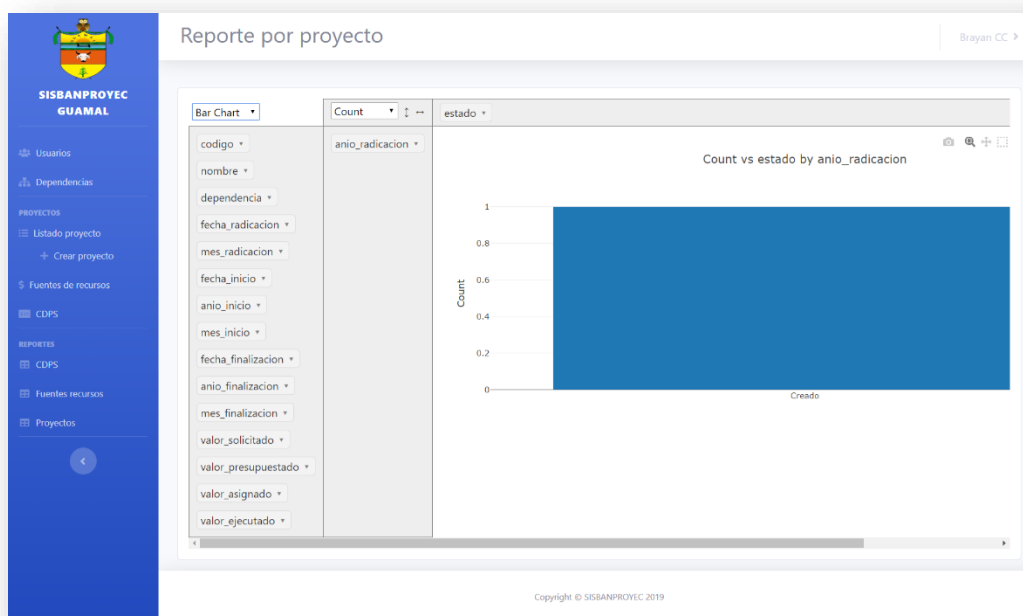 SISBANPROYEC
GUAMAL
Usuarios
Dependencias
PROYECTOS
Listado proyecto
Crear proyecto
$ Fuentes de recursos
CDPS
REPORTES
CDPS
Fuentes recursos
Proyectos
Reporte por proyecto
Brayan CC
Bar Chart
Count
estado
codigo
nombre
dependencia
fecha_radicacion
mes_radicacion
fecha_inicio
anio_inicio
mes_inicio
fecha_finalizacion
anio_finalizacion
mes_finalizacion
valor_solicitado
valor_presupuestado
valor_asignado
valor_ejecutado
anio_radicacion
Count vs estado by anio_radicacion
1
0.8
0.6
0.4
0.2
0
Count
Creado
Copyright © SISBANPROYEC 2019